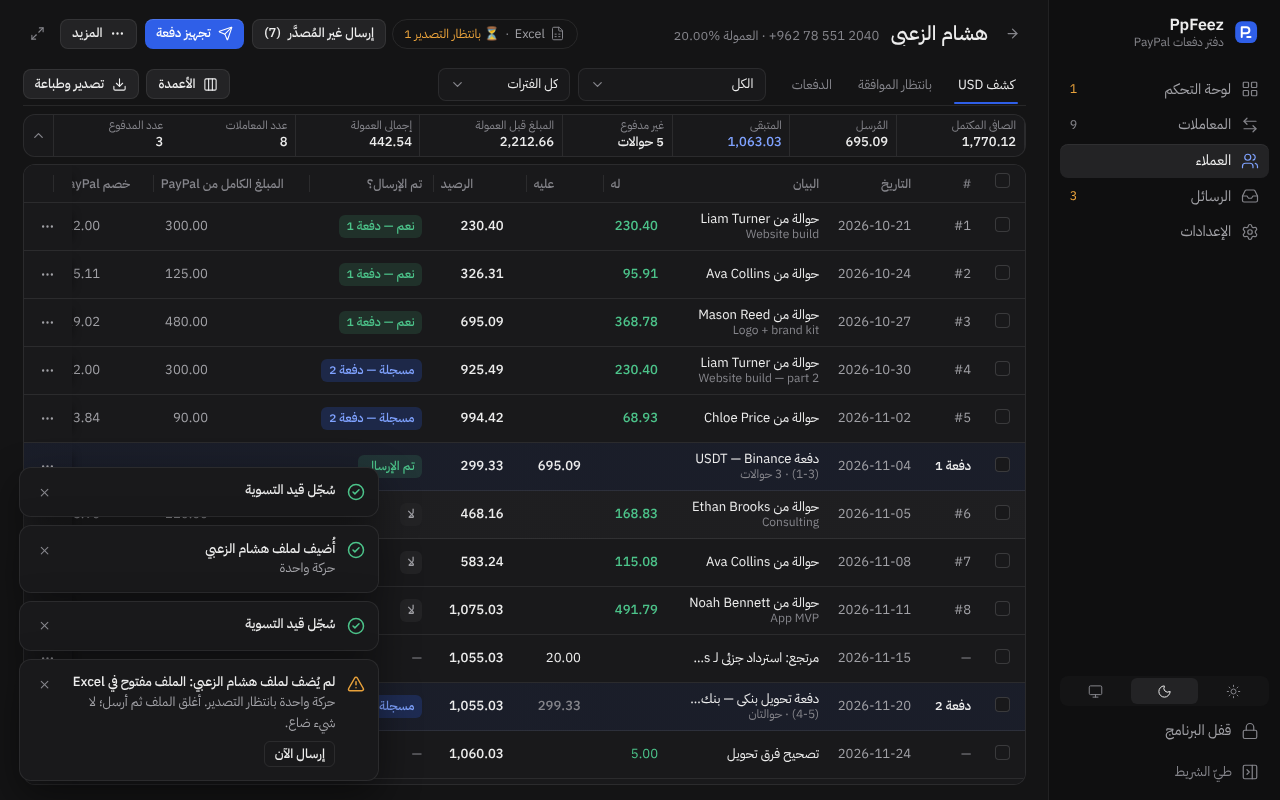 PpFeez
دفتر دفعات PayPal
لوحة التحكم 1
المعاملات 9
العملاء
الرسائل 3
الإعدادات
قفل البرنامج
طيّ الشريط
هشام الزعبي
+962 78 551 2040 · العمولة 20.00%
Excel · ⏳ بانتظار التصدير 1
إرسال غير المُصدَّر (7)
تجهيز دفعة
المزيد
كشف USD
بانتظار الموافقة
الدفعات
الكل
كل الفترات
الأعمدة
تصدير وطباعة
الصافي المكتمل 1,770.12
المُرسل 695.09
المتبقي 1,063.03
غير مدفوع 5 حوالات
المبلغ قبل العمولة 2,212.66
إجمالي العمولة 442.54
عدد المعاملات 8
عدد المدفوع 3
# التاريخ البيان له عليه الرصيد تم الإرسال؟ المبلغ الكامل من PayPal خصم
#1 2026-10-21 حوالة من Liam Turner 230.40 230.40 نعم — دفعة 1 300.00 2.00
Website build
#2 2026-10-24 حوالة من Ava Collins 95.91 326.31 نعم — دفعة 1 125.00 5.11
#3 2026-10-27 حوالة من Mason Reed 368.78 695.09 نعم — دفعة 1 480.00 9.02
Logo + brand kit
#4 2026-10-30 حوالة من Liam Turner 230.40 925.49 مسجلة — دفعة 2 300.00 2.00
Website build — part 2
#5 2026-11-02 حوالة من Chloe Price 68.93 994.42 مسجلة — دفعة 2 90.00 3.84
دفعة 1 2026-11-04 دفعة USDT — Binance 695.09 299.33 تم الإرسال
(1-3) · 3 حوالات
#6 2026-11-05 حوالة من Ethan Brooks 168.83 468.16 لا
Consulting
#7 2026-11-08 حوالة من Ava Collins 115.08 583.24 لا
#8 2026-11-11 حوالة من Noah Bennett 491.79 1,075.03 لا
App MVP
— 2026-11-15 مرتجع: استرداد جزئي لـ s... 20.00 1,055.03 —
دفعة 2 2026-11-20 دفعة تحويل بنكي — بنك... 299.33 1,055.03 مسجلة
(4-5) · حوالتان
— 2026-11-24 تصحيح فرق تحويل 5.00 1,060.03 —
سُجّل قيد التسوية
أُضيف لملف هشام الزعبي
حركة واحدة
سُجّل قيد التسوية
لم يُضف لملف هشام الزعبي: الملف مفتوح في Excel
حركة واحدة بانتظار التصدير. أغلق الملف ثم أرسل؛ لا
شيء ضاع.
إرسال الآن